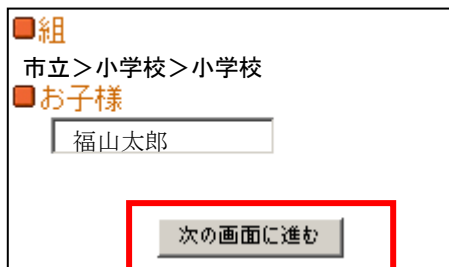 組
市立＞小学校＞小学校
お子様
福山太郎
次の画面に進む